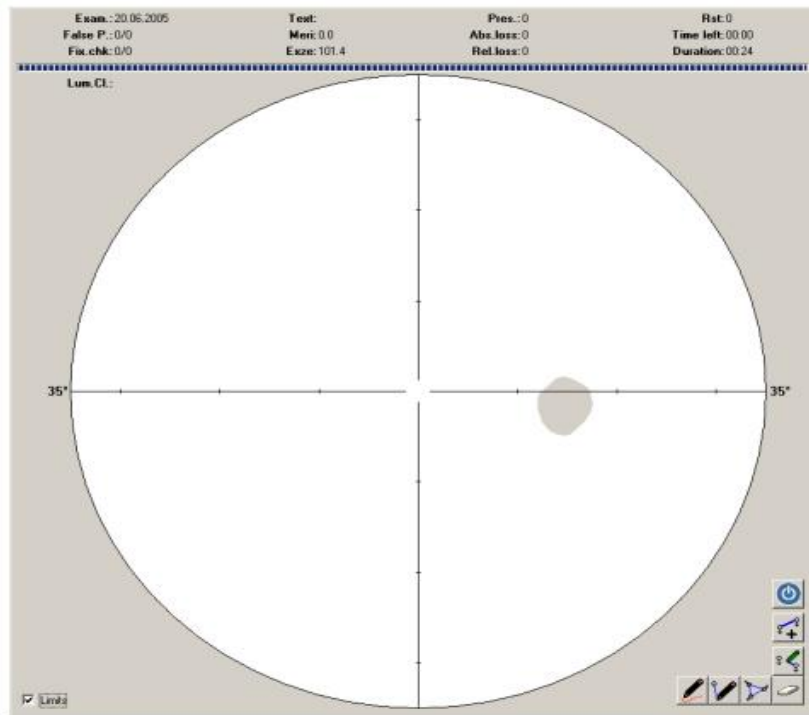 Exam.: 20.06.2005 Text: Pres.: 0 Rst: 0
False P.: 0/0 Meri: 0.0 Abs.loss: 0 Time left: 00:00
Fix.chk: 0/0 Exze: 101.4 Rel.loss: 0 Duration: 00:24
Lum.Cl.:
35° 35°
Limits